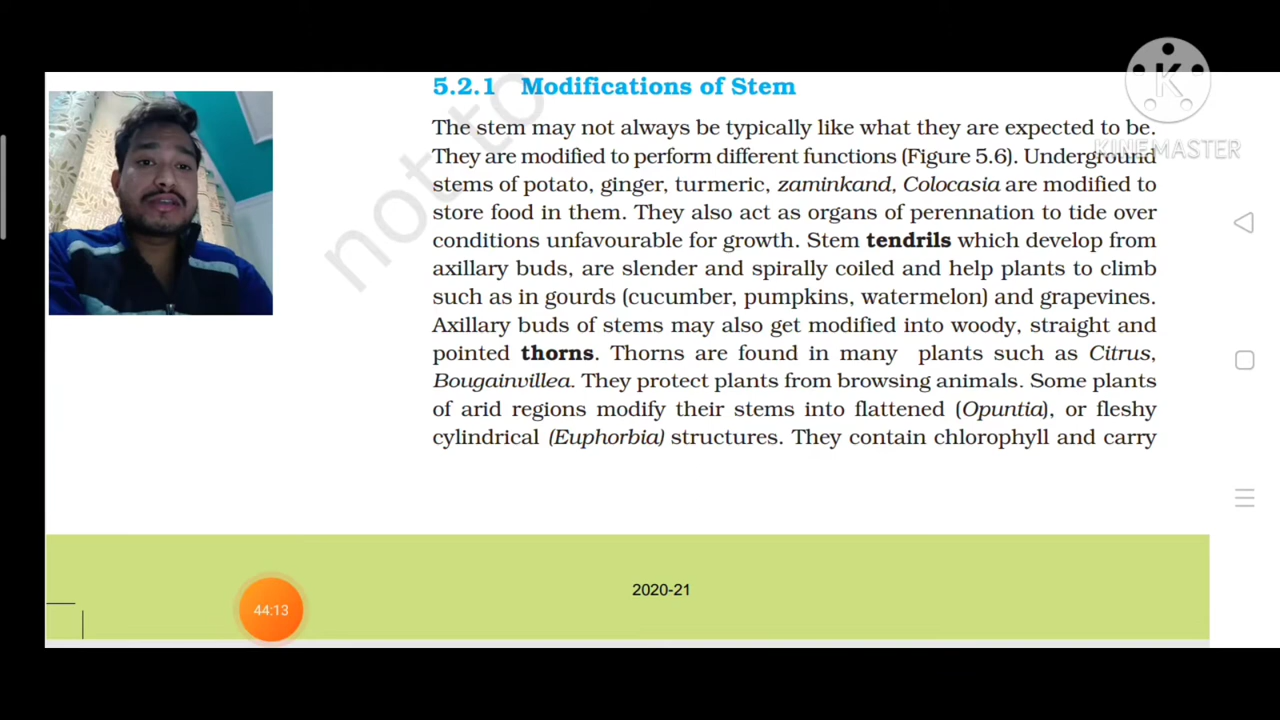 5.2.1 Modifications of Stem
The stem may not always be typically like what they are expected to be.
They are modified to perform different functions (Figure 5.6). Underground
stems of potato, ginger, turmeric, zaminkand, Colocasia are modified to
store food in them. They also act as organs of perennation to tide over
conditions unfavourable for growth. Stem tendrils which develop from
axillary buds, are slender and spirally coiled and help plants to climb
such as in gourds (cucumber, pumpkins, watermelon) and grapevines.
Axillary buds of stems may also get modified into woody, straight and
pointed thorns. Thorns are found in many plants such as Citrus,
Bougainvillea. They protect plants from browsing animals. Some plants
of arid regions modify their stems into flattened (Opuntia), or fleshy
cylindrical (Euphorbia) structures. They contain chlorophyll and carry
not to
K
KINEMASTER
2020-21
44:13